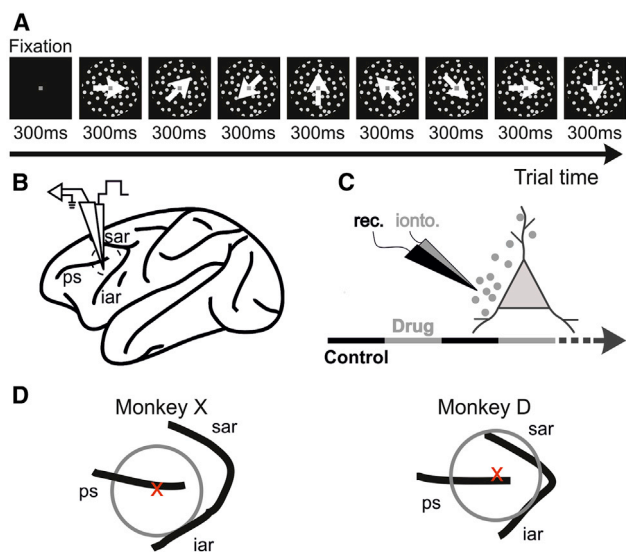 A
Fixation
300ms 300ms 300ms 300ms 300ms 300ms 300ms 300ms 300ms
Trial time
B
sar
ps
iar
C
rec. ionto.
Drug
Control
D
Monkey X
sar
ps
iar
X
Monkey D
sar
ps
iar
X